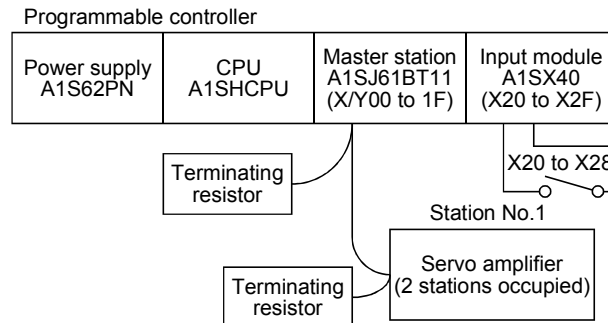 Programmable controller
Power supply
A1S62PN
CPU
A1SHCPU
Master station
A1SJ61BT11
(X/Y00 to 1F)
Input module
A1SX40
(X20 to X2F)
Terminating
resistor
X20 to X28
Station No.1
Servo amplifier
(2 stations occupied)
Terminating
resistor